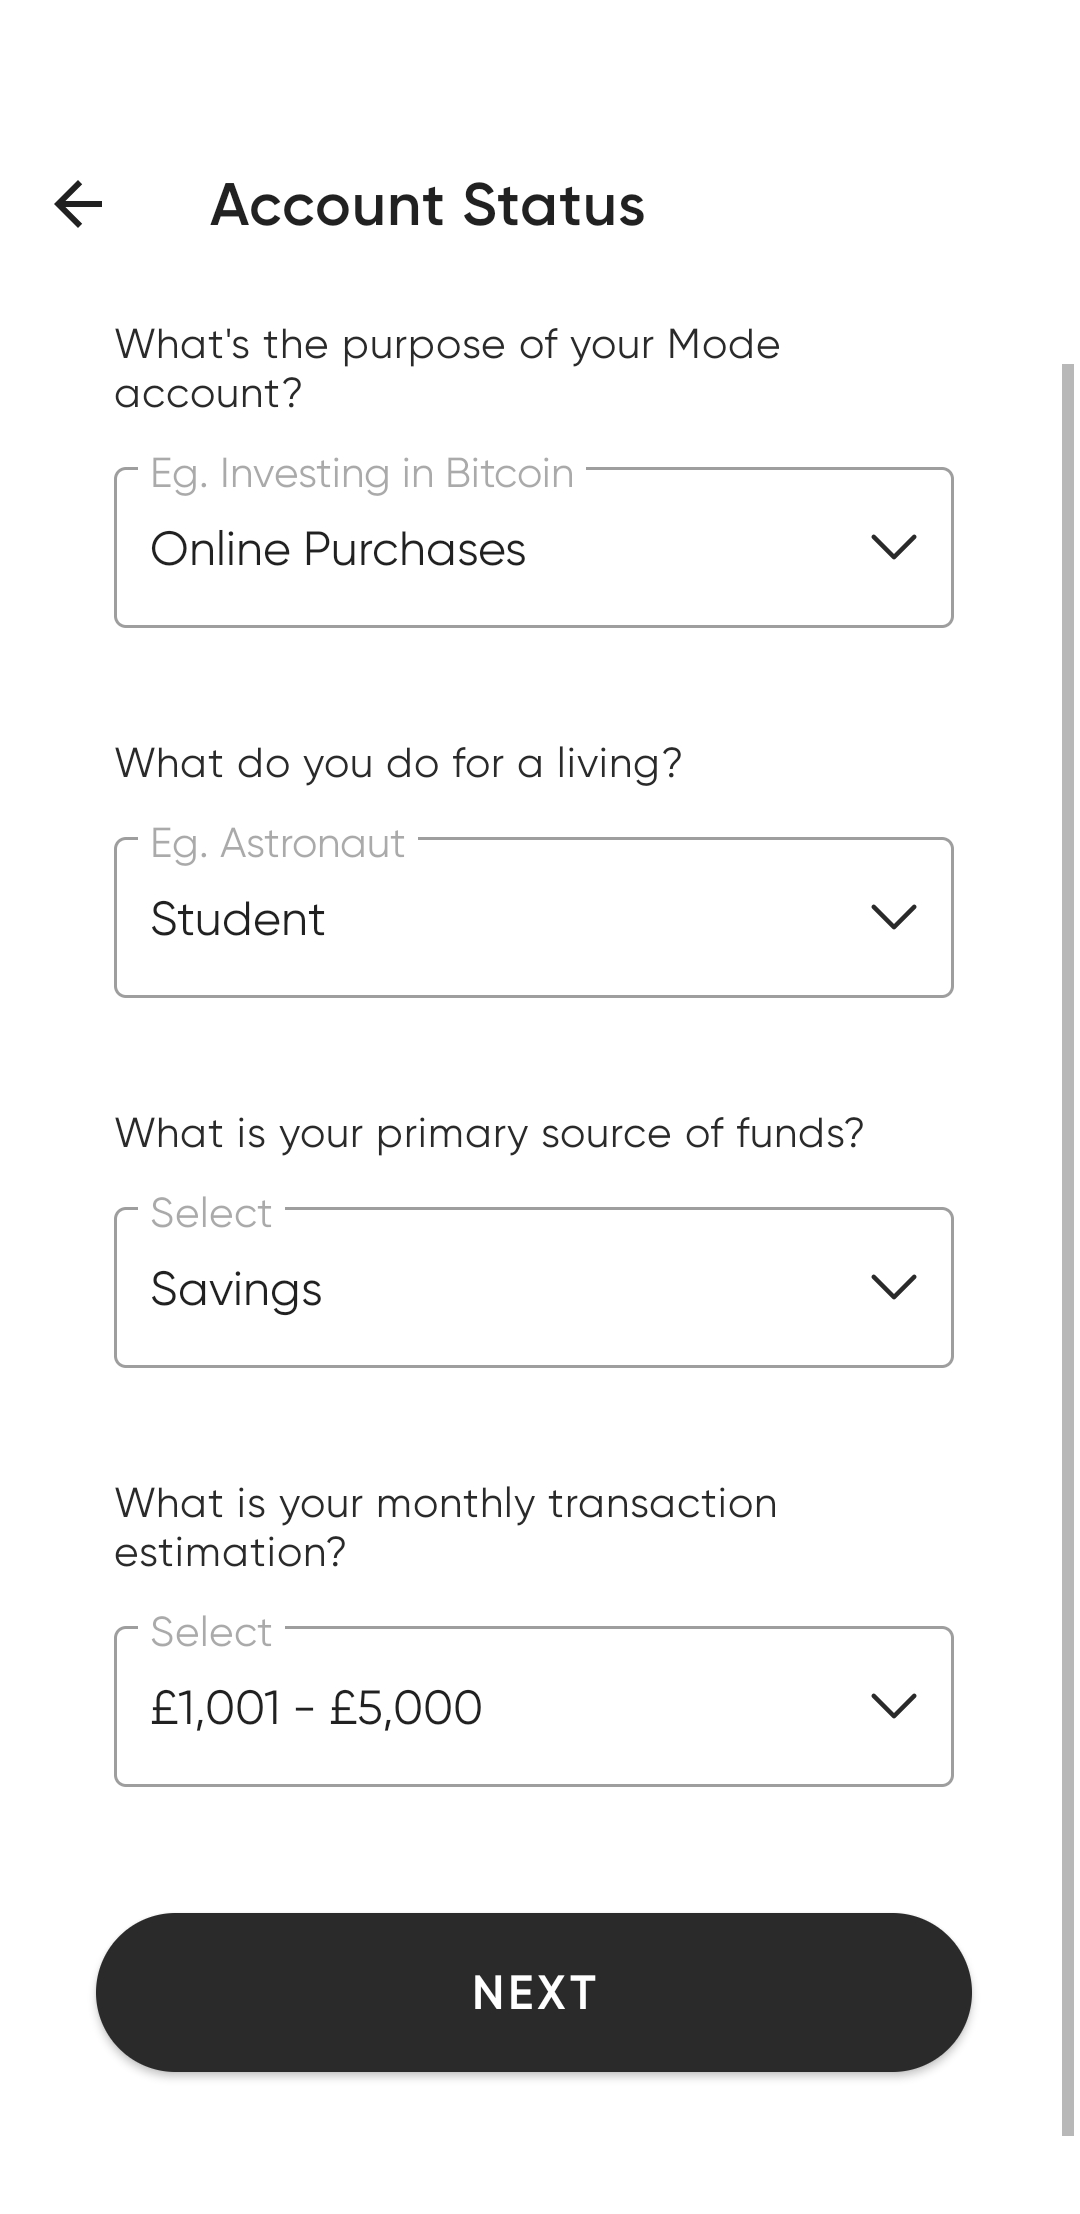 Account Status
What's the purpose of your Mode
account?
Eg. Investing in Bitcoin
Online Purchases
What do you do for a living?
Eg. Astronaut
Student
What is your primary source of funds?
Select
Savings
What is your monthly transaction
estimation?
Select
£1,001 - £5,000
NEXT